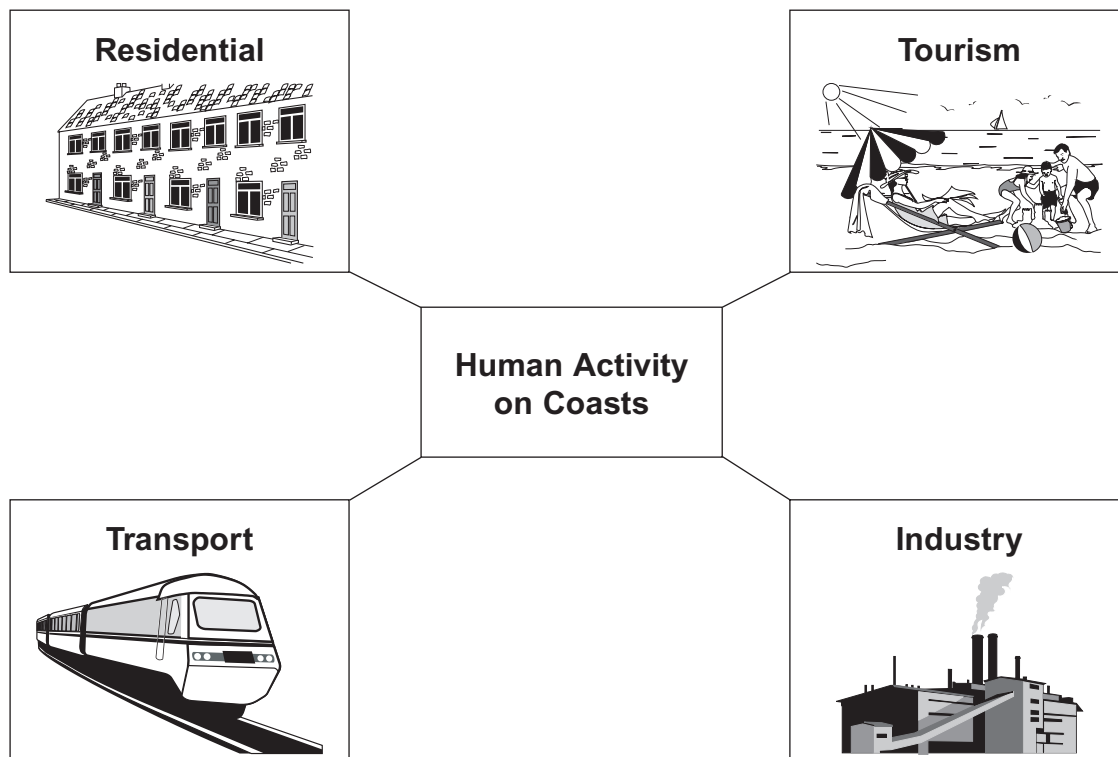 Residential
Tourism
Human Activity
on Coasts
Transport
Industry